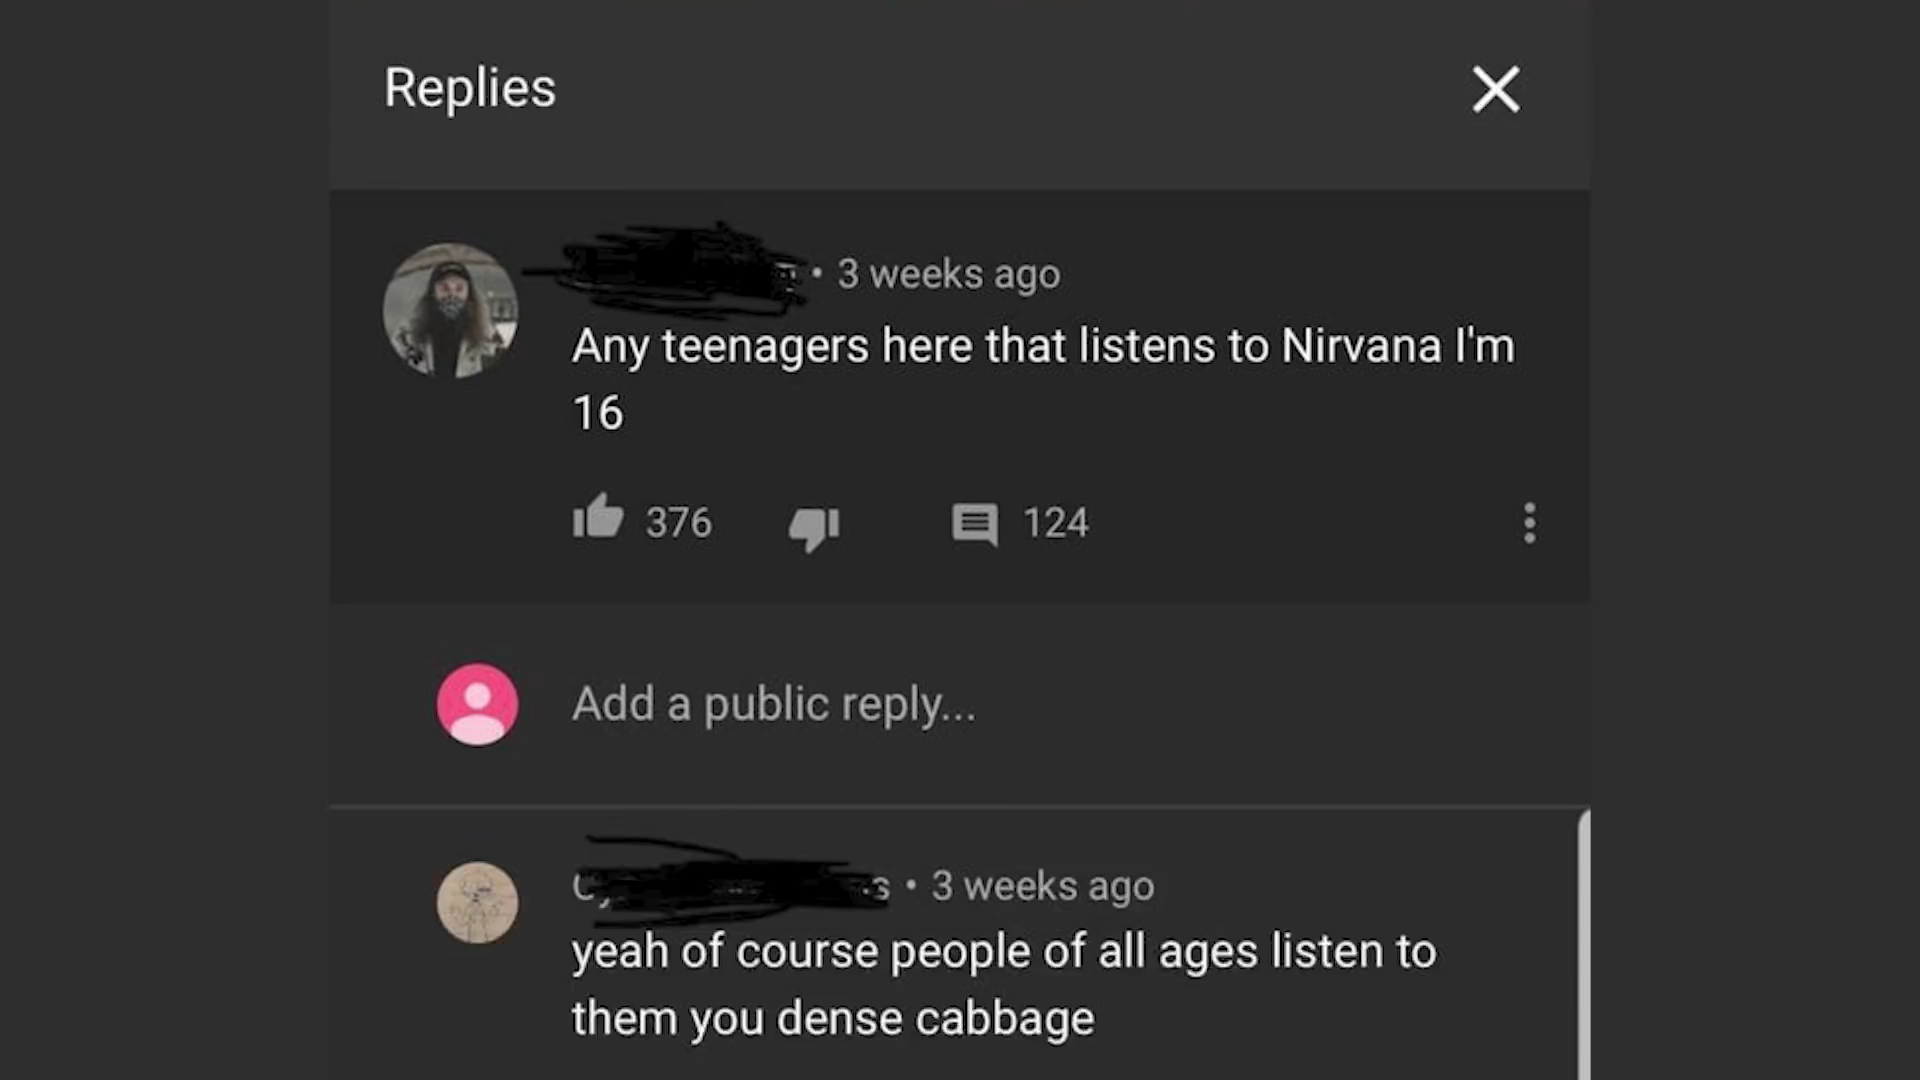 Replies
• 3 weeks ago
Any teenagers here that listens to Nirvana I'm
16
376 124
Add a public reply...
• 3 weeks ago
yeah of course people of all ages listen to
them you dense cabbage